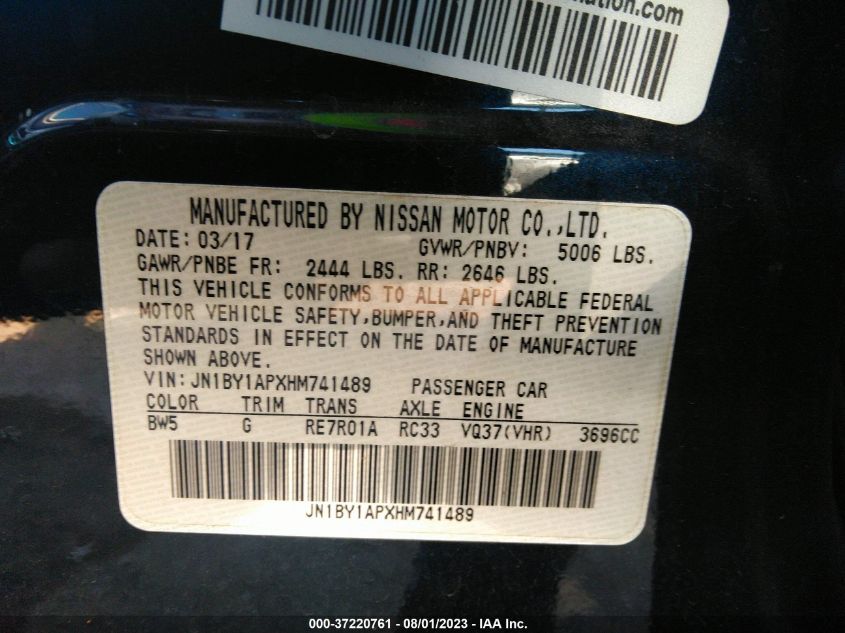 nation.com
MANUFACTURED BY NISSAN MOTOR CO.,LTD.
DATE: 03/17 GVWR/PNBV: 5006 LBS.
GAWR/PNBE FR: 2444 LBS. RR: 2646 LBS.
THIS VEHICLE CONFORMS TO ALL APPLICABLE FEDERAL
MOTOR VEHICLE SAFETY,BUMPER,AND THEFT PREVENTION
STANDARDS IN EFFECT ON THE DATE OF MANUFACTURE
SHOWN ABOVE.
VIN: JN1BY1APXHM741489 PASSENGER CAR
COLOR TRIM TRANS AXLE ENGINE
BW5 G RE7R01A RC33 VQ37(VHR) 3696CC
JN1BY1APXHM741489
000-37220761 - 08/01/2023 - IAA Inc.